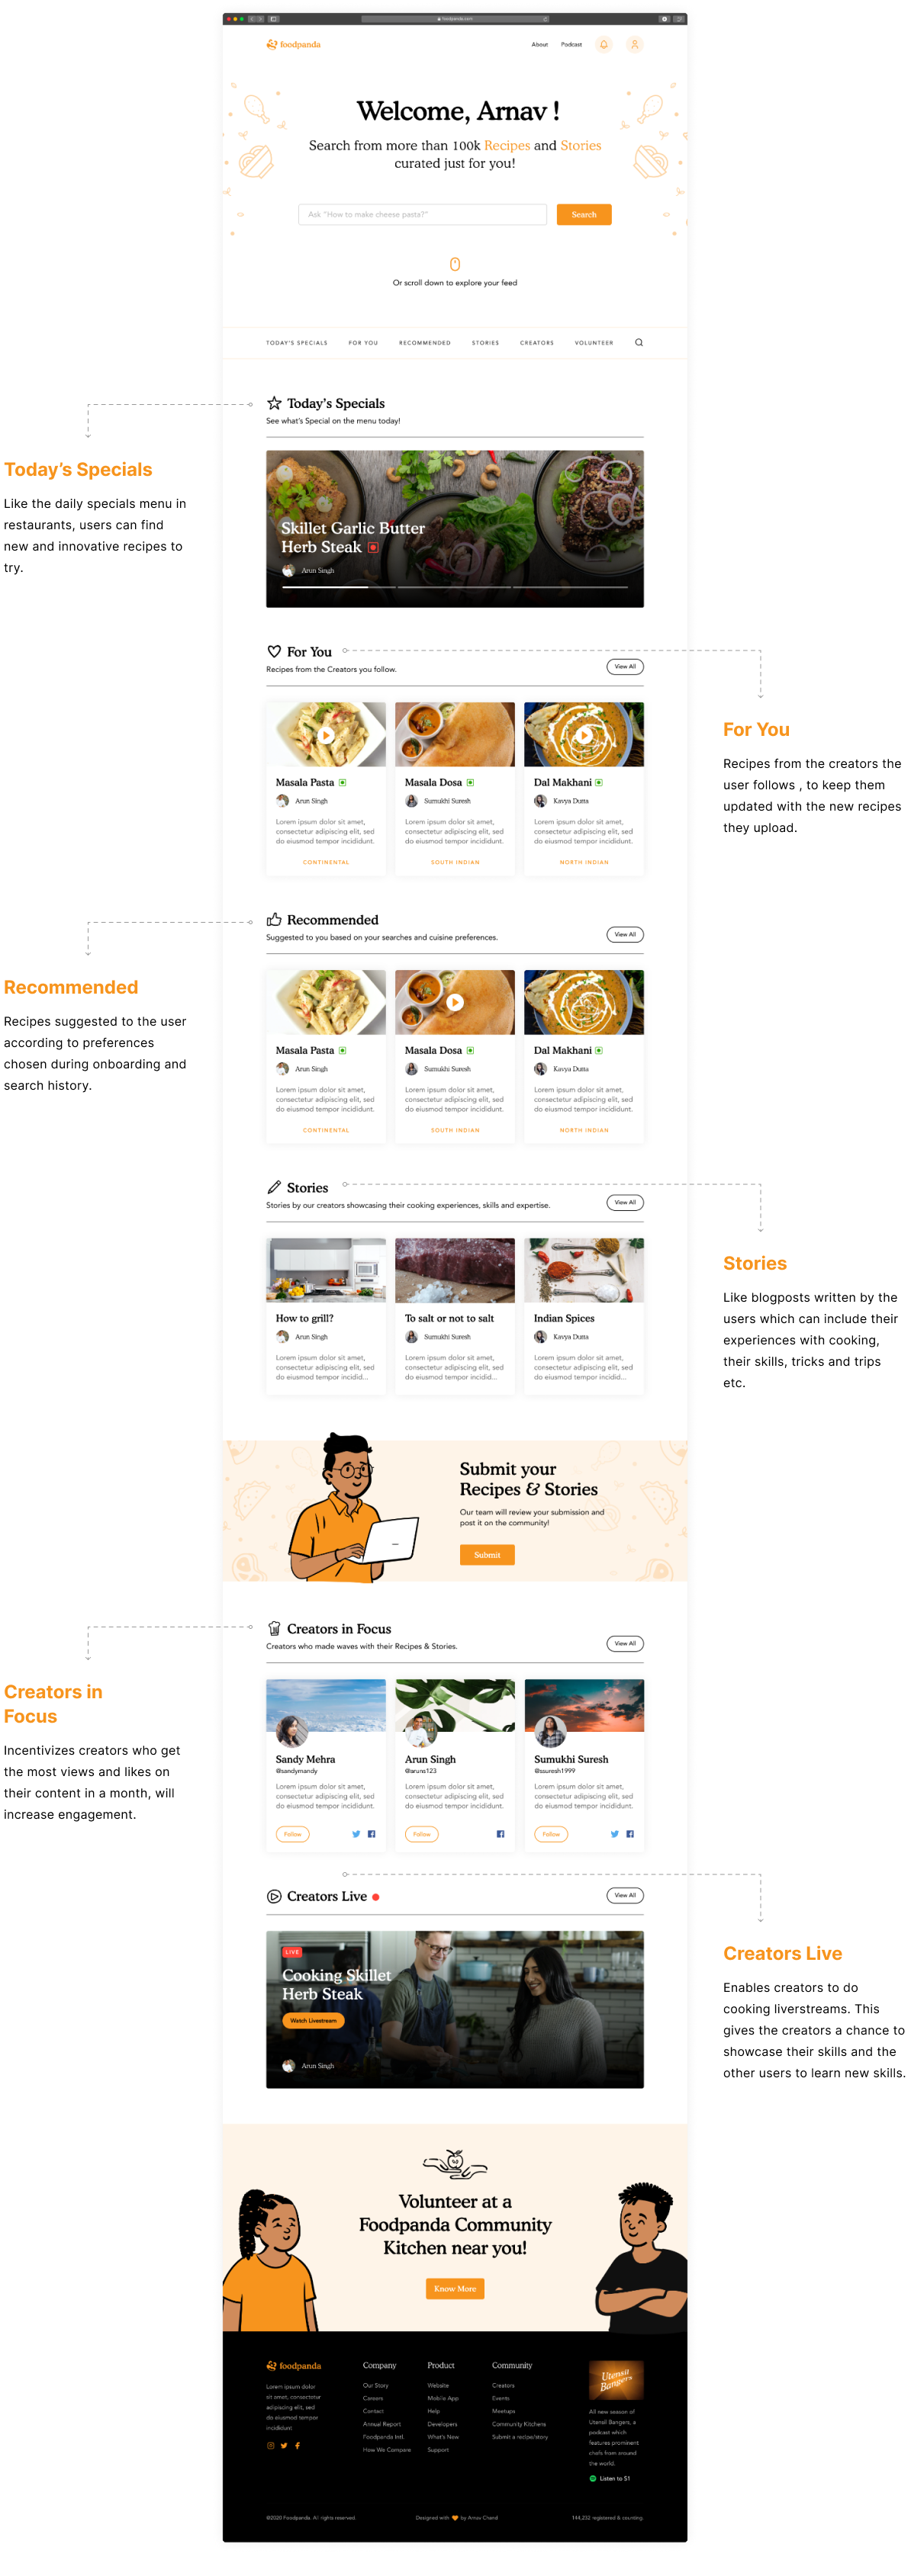 foodpanda.com
foodpanda
About
Podcast
Welcome, Arnav !
Search from more than 100k Recipes and Stories
curated just for you!
Ask "How to make cheese pasta?"
Search
Or scroll down to explore your feed
TODAY'S SPECIALS
FOR YOU
RECOMMENDED
STORIES
CREATORS
VOLUNTEER
Today's Specials
See what's Special on the menu today!
Today's Specials
Like the daily specials menu in
restaurants, users can find
new and innovative recipes to
try.
Skillet Garlic Butter
Herb Steak
Arun Singh
For You
Recipes from the Creators you follow.
View All
For You
Recipes from the creators the
user follows , to keep them
updated with the new recipes
they upload.
Masala Pasta
Arun Singh
Lorem ipsum dolor sit amet,
consectetur adipiscing elit, sed
do eiusmod tempor incididunt.
CONTINENTAL
Masala Dosa
Sumukhi Suresh
Lorem ipsum dolor sit amet,
consectetur adipiscing elit, sed
do eiusmod tempor incididunt.
SOUTH INDIAN
Dal Makhani
Kavya Dutta
Lorem ipsum dolor sit amet,
consectetur adipiscing elit, sed
do eiusmod tempor incididunt.
NORTH INDIAN
Recommended
Suggested to you based on your searches and cuisine preferences.
View All
Recommended
Recipes suggested to the user
according to preferences
chosen during onboarding and
search history.
Masala Pasta
Arun Singh
Lorem ipsum dolor sit amet,
consectetur adipiscing elit, sed
do eiusmod tempor incididunt.
CONTINENTAL
Masala Dosa
Sumukhi Suresh
Lorem ipsum dolor sit amet,
consectetur adipiscing elit, sed
do eiusmod tempor incididunt.
SOUTH INDIAN
Dal Makhani
Kavya Dutta
Lorem ipsum dolor sit amet,
consectetur adipiscing elit, sed
do eiusmod tempor incididunt.
NORTH INDIAN
Stories
Stories by our creators showcasing their cooking experiences, skills and expertise.
View All
Stories
Like blogposts written by the
users which can include their
experiences with cooking,
their skills, tricks and trips
etc.
How to grill?
Arun Singh
Lorem ipsum dolor sit amet,
consectetur adipiscing elit, sed
do eiusmod tempor incidid...
To salt or not to salt
Sumukhi Suresh
Lorem ipsum dolor sit amet,
consectetur adipiscing elit, sed
do eiusmod tempor incidid...
Indian Spices
Kavya Dutta
Lorem ipsum dolor sit amet,
consectetur adipiscing elit, sed
do eiusmod tempor incidid...
Submit your
Recipes & Stories
Our team will review your submission and
post it on the community!
Submit
Creators in Focus
Creators who made waves with their Recipes & Stories.
View All
Creators in
Focus
Incentivizes creators who get
the most views and likes on
their content in a month, will
increase engagement.
Sandy Mehra
@sandymandy
Lorem ipsum dolor sit amet,
consectetur adipiscing elit, sed
do eiusmod tempor incididunt.
Follow
Arun Singh
@aruns123
Lorem ipsum dolor sit amet,
consectetur adipiscing elit, sed
do eiusmod tempor incididunt.
Follow
Sumukhi Suresh
@ssuresh1999
Lorem ipsum dolor sit amet,
consectetur adipiscing elit, sed
do eiusmod tempor incididunt.
Follow
Creators Live
View All
Creators Live
Enables creators to do
cooking liverstreams. This
gives the creators a chance to
showcase their skills and the
other users to learn new skills.
LIVE
Cooking Skillet
Herb Steak
Watch Livestream
Arun Singh
Volunteer at a
Foodpanda Community
Kitchen near you!
Know More
foodpanda
Lorem ipsum dolor
sit amet, consectetur
adipiscing elit, sed
do eiusmod tempor
incididunt
Company
Our Story
Careers
Contact
Annual Report
Foodpanda Intl.
How We Compare
Product
Website
Mobile App
Help
Developers
What's New
Support
Community
Creators
Events
Meetups
Community Kitchens
Submit a recipe/story
Utensil
Bangers
All new season of
Utensil Bangers, a
podcast which
features prominent
chefs from around
the world.
Listen to S1
©2020 Foodpanda. All rights reserved.
Designed with 🧡 by Arnav Chand
144,232 registered & counting.